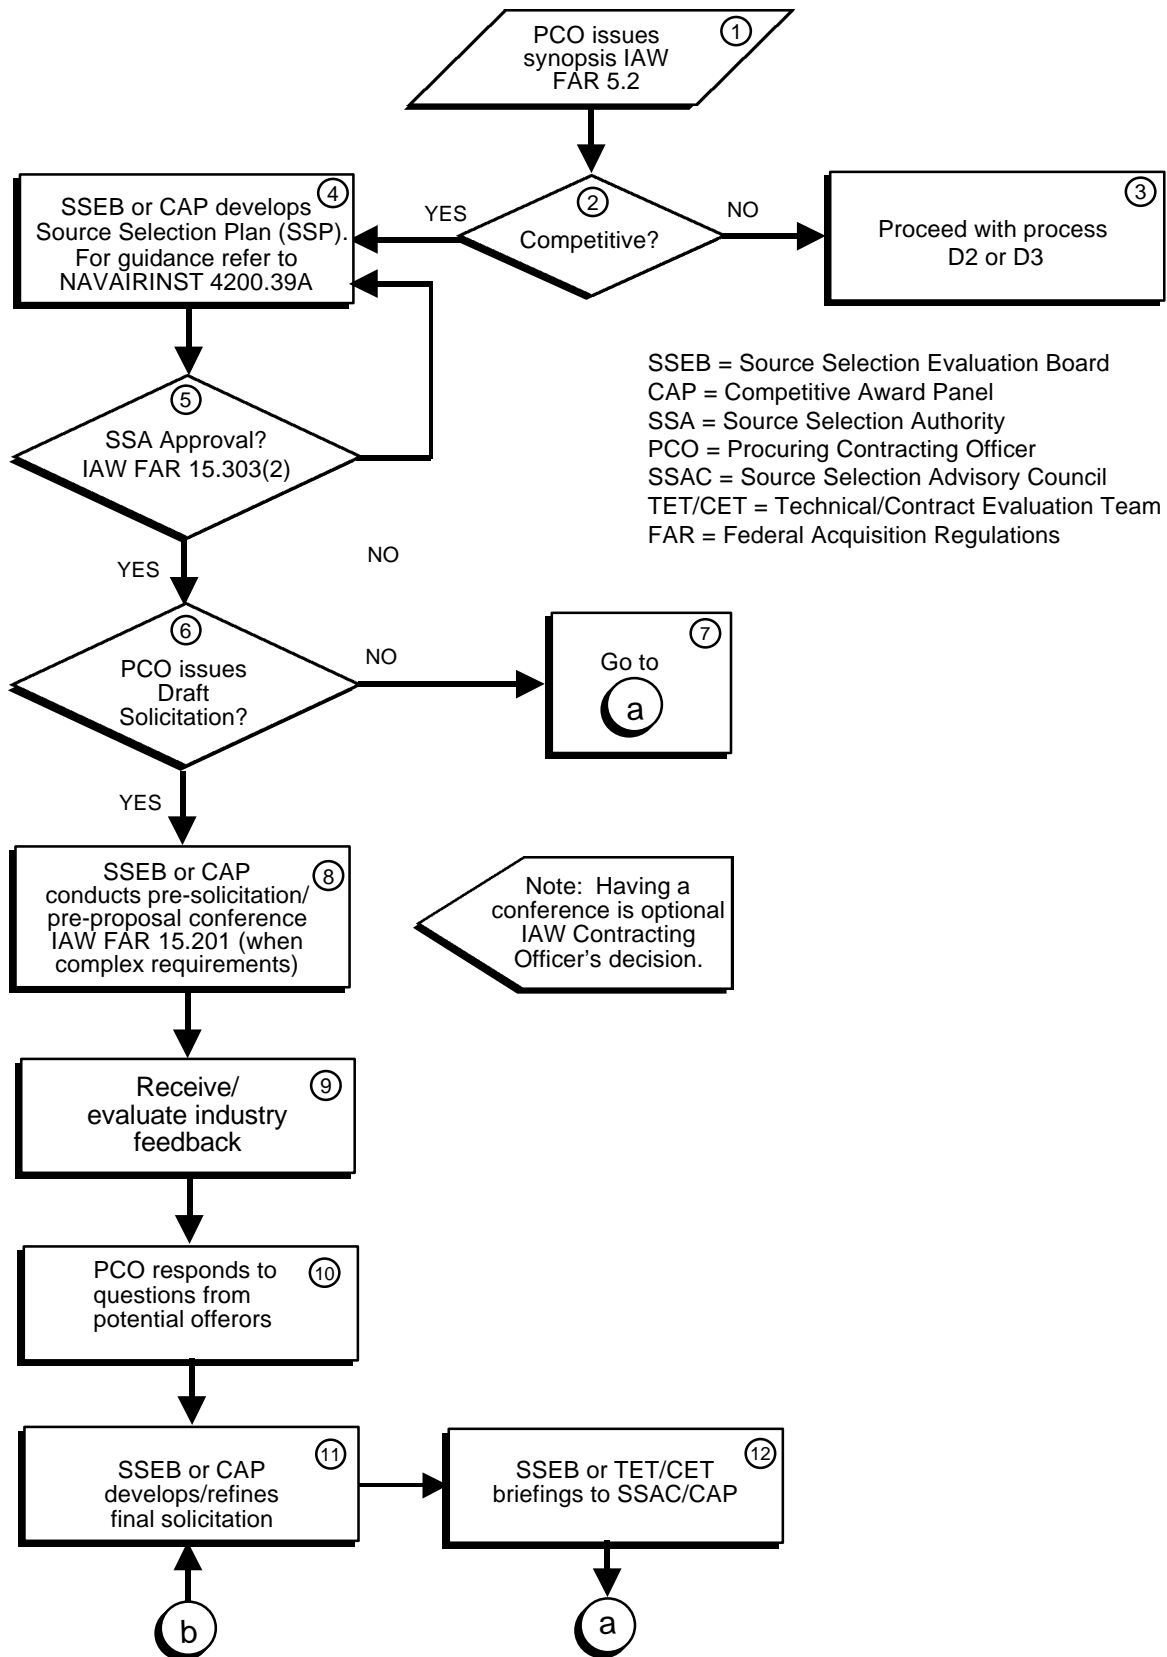 1
PCO issues
synopsis IAW
FAR 5.2
2
Competitive?
YES
NO
3
Proceed with process
D2 or D3
4
SSEB or CAP develops
Source Selection Plan (SSP).
For guidance refer to
NAVAIRINST 4200.39A
SSEB = Source Selection Evaluation Board
CAP = Competitive Award Panel
SSA = Source Selection Authority
PCO = Procuring Contracting Officer
SSAC = Source Selection Advisory Council
TET/CET = Technical/Contract Evaluation Team
FAR = Federal Acquisition Regulations
5
SSA Approval?
IAW FAR 15.303(2)
NO
YES
6
PCO issues
Draft
Solicitation?
NO
7
Go to
a
YES
8
SSEB or CAP
conducts pre-solicitation/
pre-proposal conference
IAW FAR 15.201 (when
complex requirements)
Note: Having a
conference is optional
IAW Contracting
Officer's decision.
9
Receive/
evaluate industry
feedback
10
PCO responds to
questions from
potential offerors
11
SSEB or CAP
develops/refines
final solicitation
12
SSEB or TET/CET
briefings to SSAC/CAP
b
a